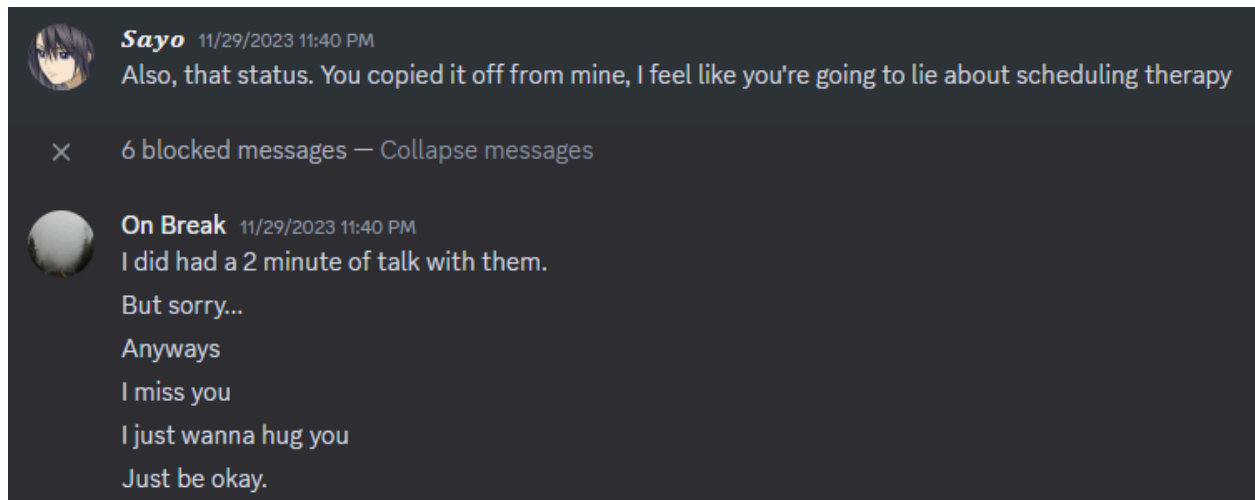 Sayo 11/29/2023 11:40 PM
Also, that status. You copied it off from mine, I feel like you're going to lie about scheduling therapy
6 blocked messages — Collapse messages
On Break 11/29/2023 11:40 PM
I did had a 2 minute of talk with them.
But sorry...
Anyways
I miss you
I just wanna hug you
Just be okay.